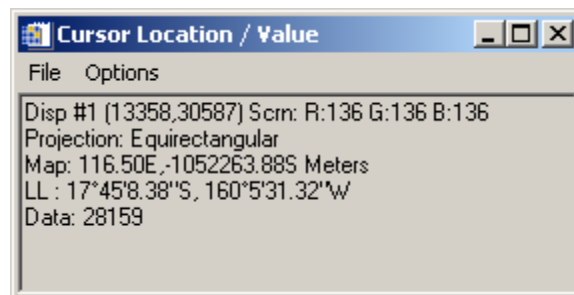 Cursor Location / Value
File Options
Disp #1 (13358,30587) Scrn: R:136 G:136 B:136
Projection: Equirectangular
Map: 116.50E,-1052263.88S Meters
LL : 17°45'8.38"S, 160°5'31.32"W
Data: 28159